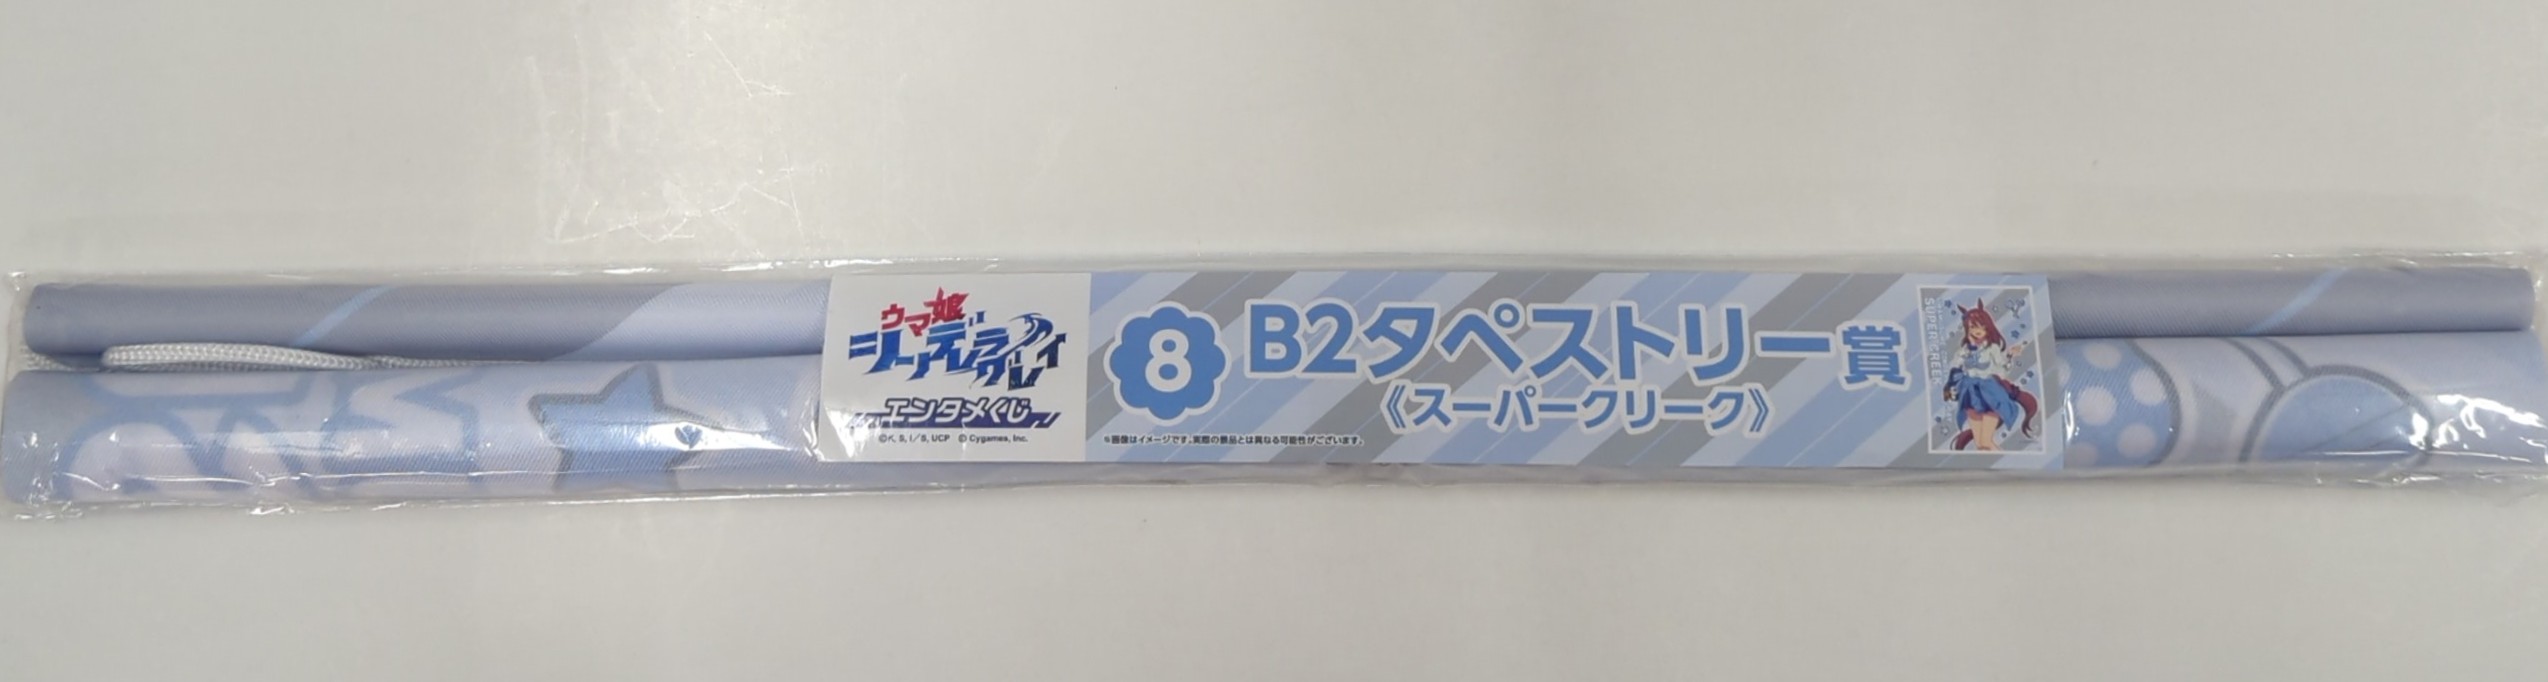 ウマ娘
シンデレラグレイ
エンタメくじ
©K, S, I/S, UCP © Cygames, Inc.
8
B2タペストリー賞
《スーパークリーク》
※画像はイメージです。実際の景品とは異なる可能性がございます。
SUPER CREEK